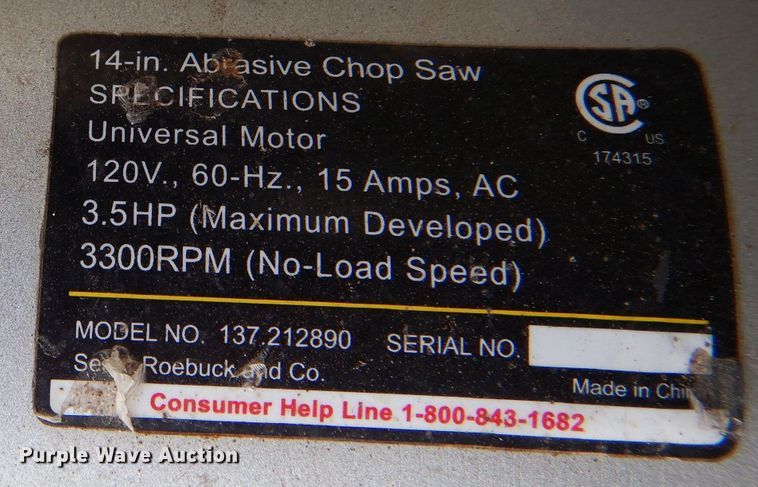 14-in. Abrasive Chop Saw
SPECIFICATIONS
Universal Motor
120V., 60-Hz., 15 Amps, AC
3.5HP (Maximum Developed)
3300RPM (No-Load Speed)
CSA®
C US
174315
MODEL NO. 137.212890 SERIAL NO.
Roebuck and Co.
Made in
Consumer Help Line 1-800-843-1682
Purple Wave Auction